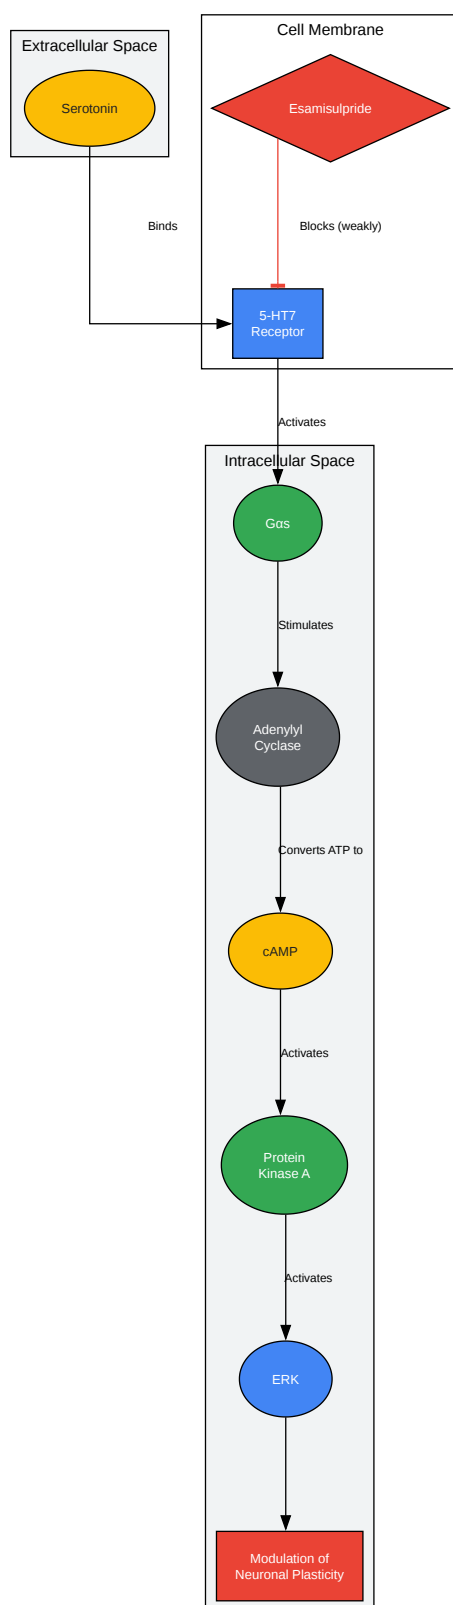 Extracellular Space
Cell Membrane
Serotonin
Esamisulpride
Binds
Blocks (weakly)
5-HT7
Receptor
Activates
Intracellular Space
Gαs
Stimulates
Adenylyl
Cyclase
Converts ATP to
cAMP
Activates
Protein
Kinase A
Activates
ERK
Modulation of
Neuronal Plasticity